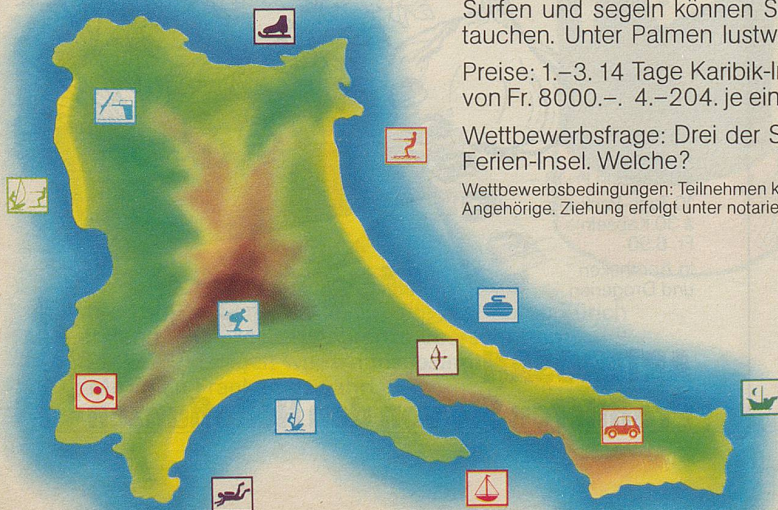 Surfen und segeln können S
tauchen. Unter Palmen lustw
Preise: 1.–3. 14 Tage Karibik-I
von Fr. 8000.–. 4.–204. je ein
Wettbewerbsfrage: Drei der S
Ferien-Insel. Welche?
Wettbewerbsbedingungen: Teilnehmen k
Angehörige. Ziehung erfolgt unter notarie